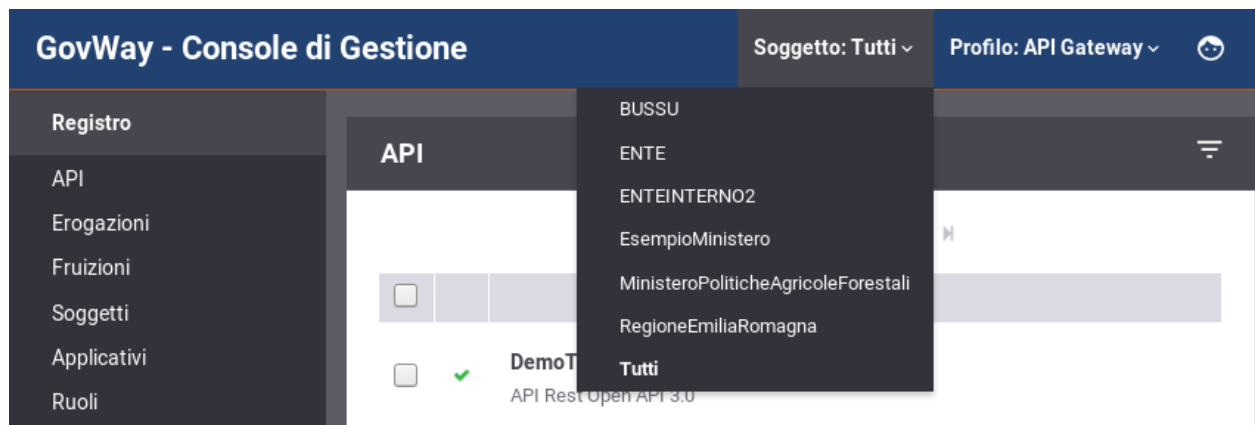 GovWay - Console di Gestione
Soggetto: Tutti
Profilo: API Gateway
Registro
API
Erogazioni
Fruizioni
Soggetti
Applicativi
Ruoli
API
BUSSU
ENTE
ENTEINTERNO2
EsempioMinistero
MinisteroPoliticheAgricoleForestali
RegioneEmiliaRomagna
Tutti
DemoT
API Rest Open API 3.0